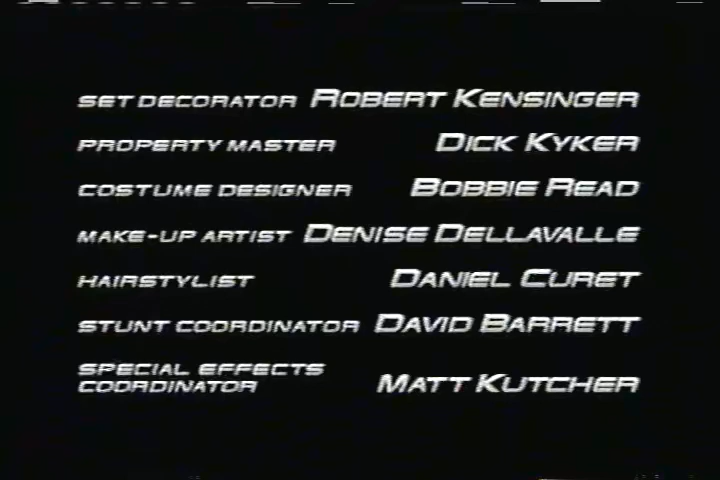 SET DECORATOR ROBERT KENSINGER
PROPERTY MASTER DICK KYKER
COSTUME DESIGNER BOBBIE READ
MAKE-UP ARTIST DENISE DELLAVALLE
HAIRSTYLIST DANIEL CURET
STUNT COORDINATOR DAVID BARRETT
SPECIAL EFFECTS
COORDINATOR MATT KUTCHER